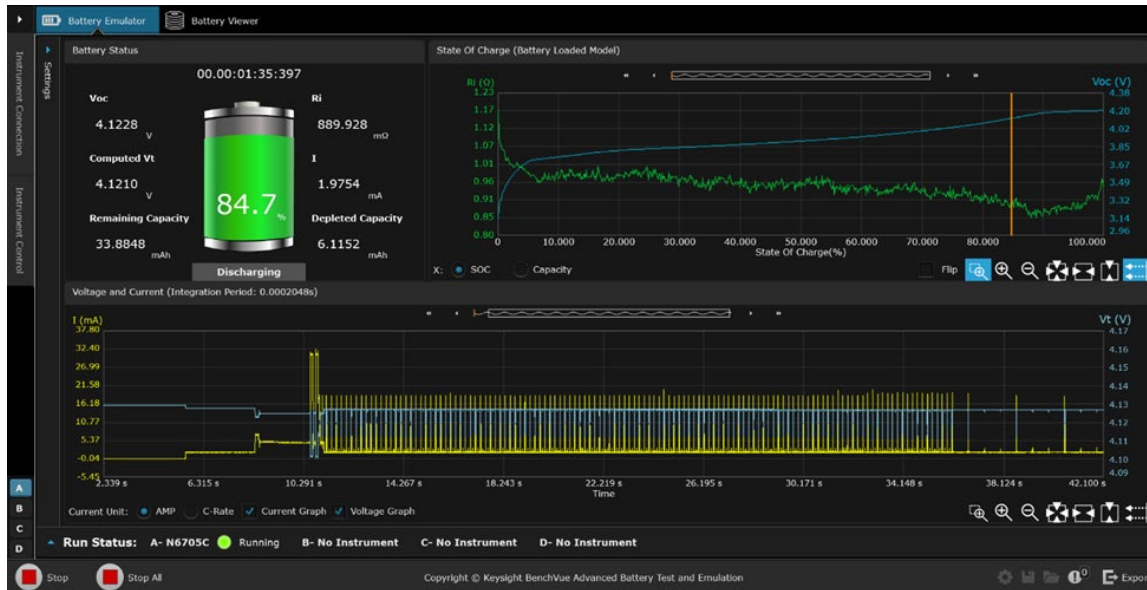 Battery Emulator
Battery Viewer
Instrument Connection
Instrument Control
Settings
Battery Status
00.00:01:35:397
Voc
4.1228 V
Ri
889.928 mΩ
Computed Vt
4.1210 V
I
1.9754 mA
84.7 %
Remaining Capacity
33.8848 mAh
Depleted Capacity
6.1152 mAh
Discharging
State Of Charge (Battery Loaded Model)
Ri (Ω)
1.23
1.17
1.12
1.07
1.01
0.96
0.91
0.85
0.80
Voc (V)
4.38
4.20
4.02
3.85
3.67
3.49
3.32
3.14
2.96
0 10.000 20.000 30.000 40.000 50.000 60.000 70.000 80.000 100.000
State Of Charge(%)
X: SOC Capacity
Flip
Voltage and Current (Integration Period: 0.0002048s)
I (mA)
37.80
32.40
26.99
21.58
16.18
10.77
5.37
-0.04
-5.45
Vt (V)
4.17
4.16
4.15
4.14
4.13
4.12
4.11
4.10
4.09
2.339 s 6.315 s 10.291 s 14.267 s 18.243 s 22.219 s 26.195 s 30.171 s 34.148 s 38.124 s 42.100 s
Time
Current Unit: AMP C-Rate Current Graph Voltage Graph
A
B
C
D
Run Status: A- N6705C Running B- No Instrument C- No Instrument D- No Instrument
Stop
Stop All
Copyright © Keysight BenchVue Advanced Battery Test and Emulation
0
Expor